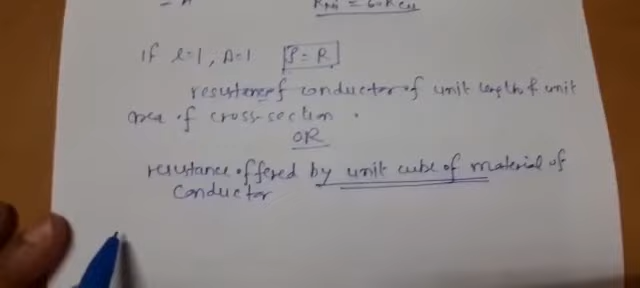 If l=1, A=1 ρ = R
resistance of conductor of unit length & unit
area of cross-section .
OR
resistance offered by unit cube of material of
conductor